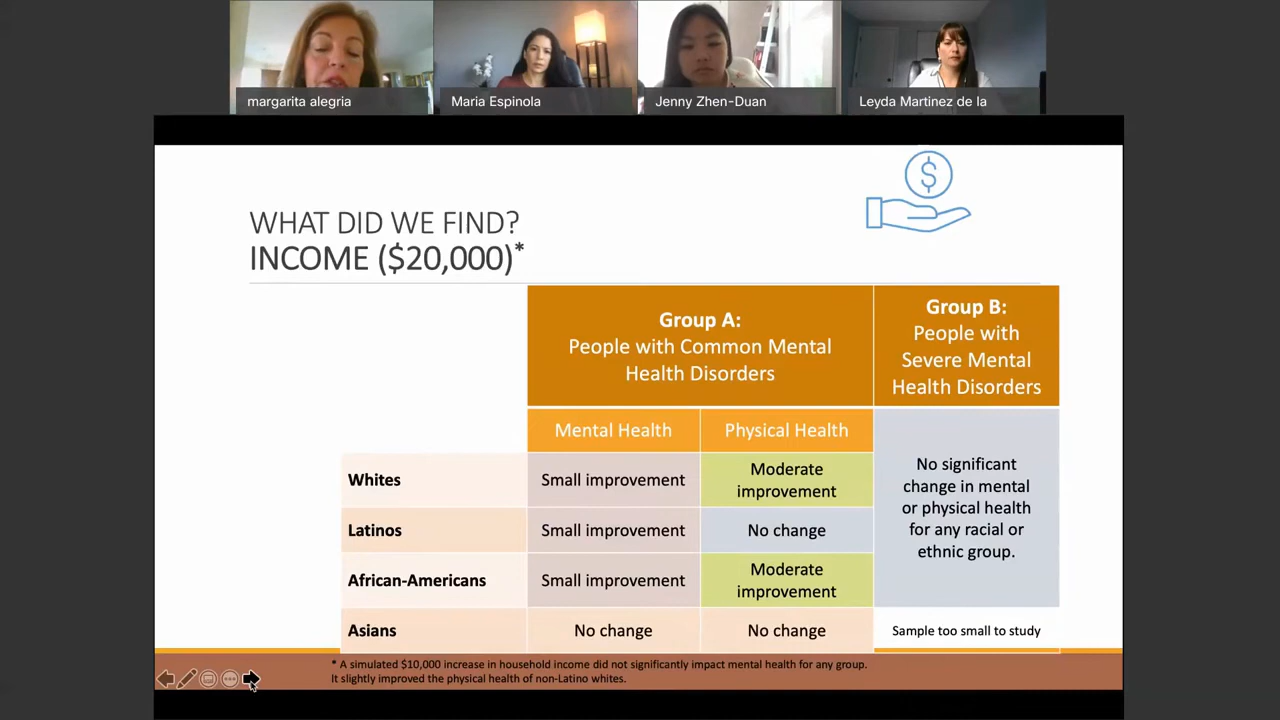 margarita alegria
Maria Espinola
Jenny Zhen-Duan
Leyda Martinez de la
$
WHAT DID WE FIND?
INCOME ($20,000)*
Group A:
People with Common Mental
Health Disorders
Group B:
People with
Severe Mental
Health Disorders
Mental Health
Physical Health
No significant
change in mental
or physical health
for any racial or
ethnic group.
Whites
Small improvement
Moderate
improvement
Latinos
Small improvement
No change
African-Americans
Small improvement
Moderate
improvement
Asians
No change
No change
Sample too small to study
* A simulated $10,000 increase in household income did not significantly impact mental health for any group.
It slightly improved the physical health of non-Latino whites.